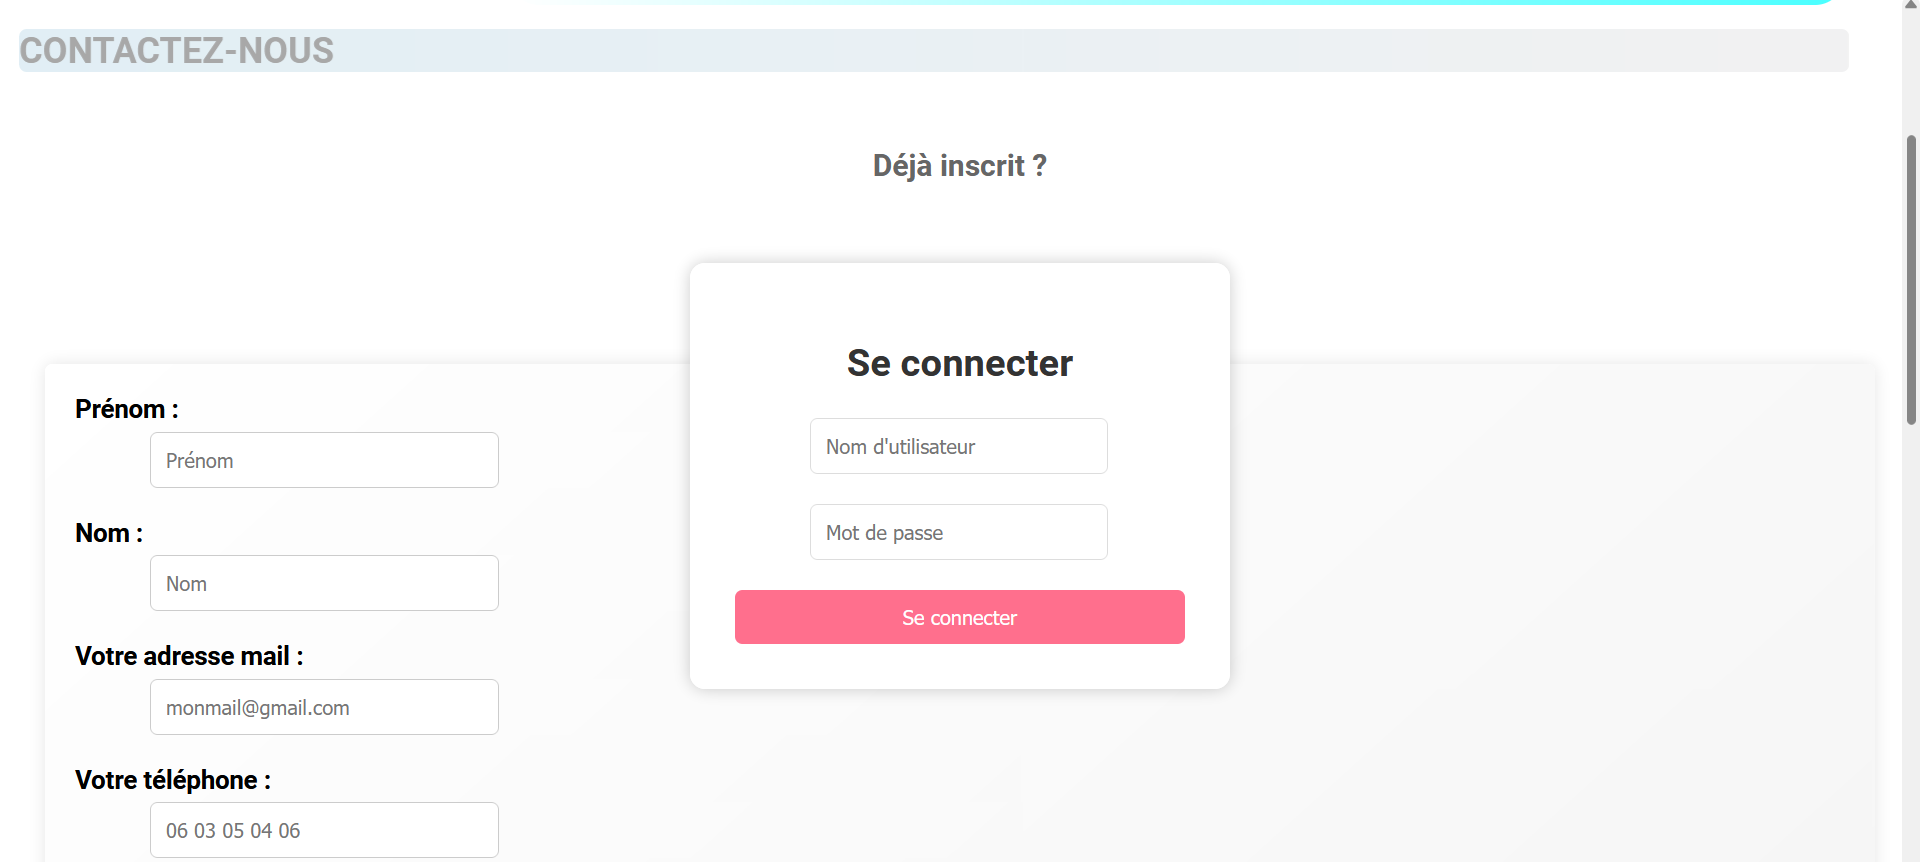 CONTACTEZ-NOUS
Déjà inscrit ?
Se connecter
Nom d'utilisateur
Mot de passe
Se connecter
Prénom :
Prénom
Nom :
Nom
Votre adresse mail :
monmail@gmail.com
Votre téléphone :
06 03 05 04 06